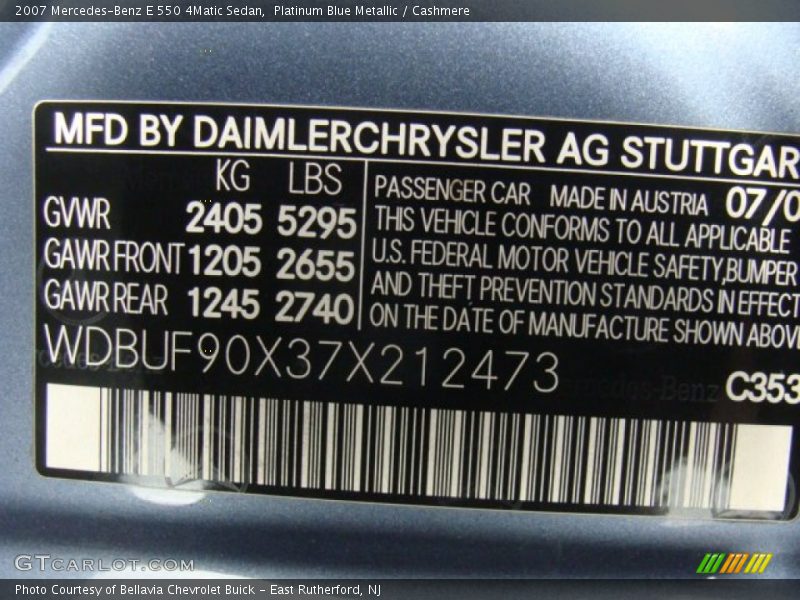 2007 Mercedes-Benz E 550 4Matic Sedan,  Platinum Blue Metallic / Cashmere
MFD BY DAIMLERCHRYSLER AG STUTTGAR
KG LBS
GVWR 2405 5295
GAWR FRONT 1205 2655
GAWR REAR 1245 2740
PASSENGER CAR MADE IN AUSTRIA 07/0
THIS VEHICLE CONFORMS TO ALL APPLICABLE
U.S. FEDERAL MOTOR VEHICLE SAFETY,BUMPER
AND THEFT PREVENTION STANDARDS IN EFFECT
ON THE DATE OF MANUFACTURE SHOWN ABOV
WDBUF90X37X212473
C353
GTCARLOT.COM
Photo Courtesy of Bellavia Chevrolet Buick - East Rutherford, NJ